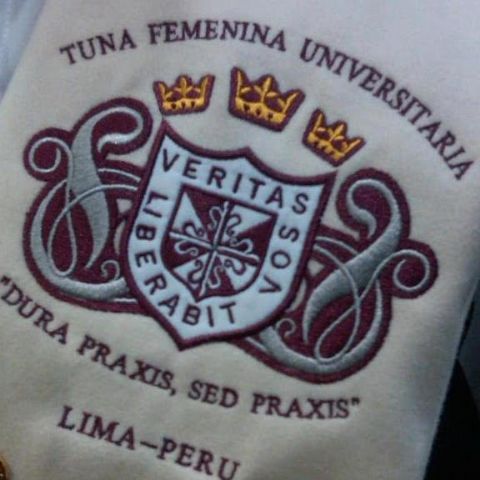 TUNA FEMENINA UNIVERSITARIA
VERITAS
LIBERABIT
VOS
"DURA PRAXIS, SED PRAXIS"
LIMA-PERU